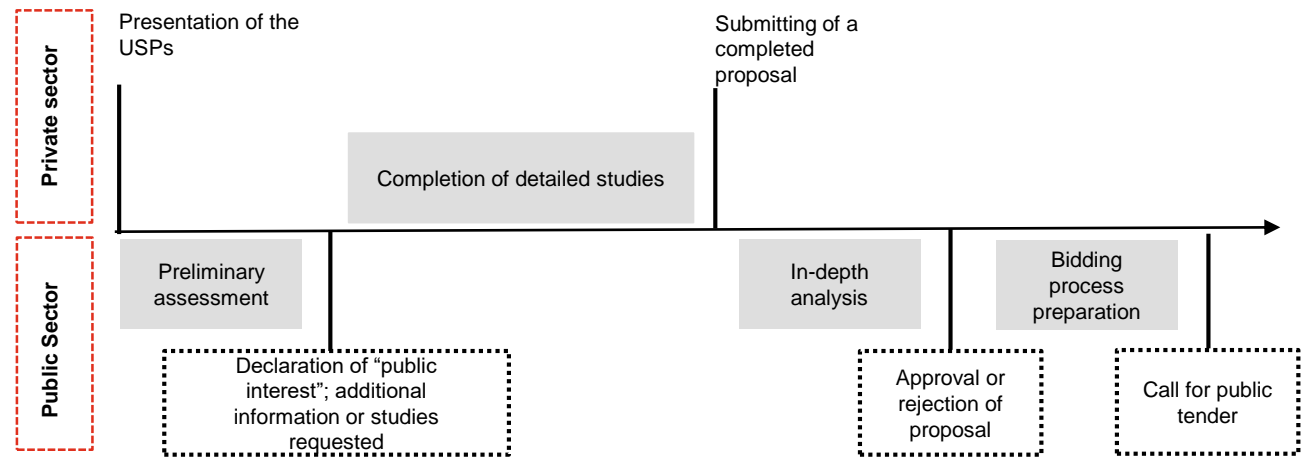 Private sector
Presentation of the
USPs
Submitting of a
completed
proposal
Completion of detailed studies
Public Sector
Preliminary
assessment
In-depth
analysis
Bidding
process
preparation
Declaration of “public
interest”; additional
information or studies
requested
Approval or
rejection of
proposal
Call for public
tender